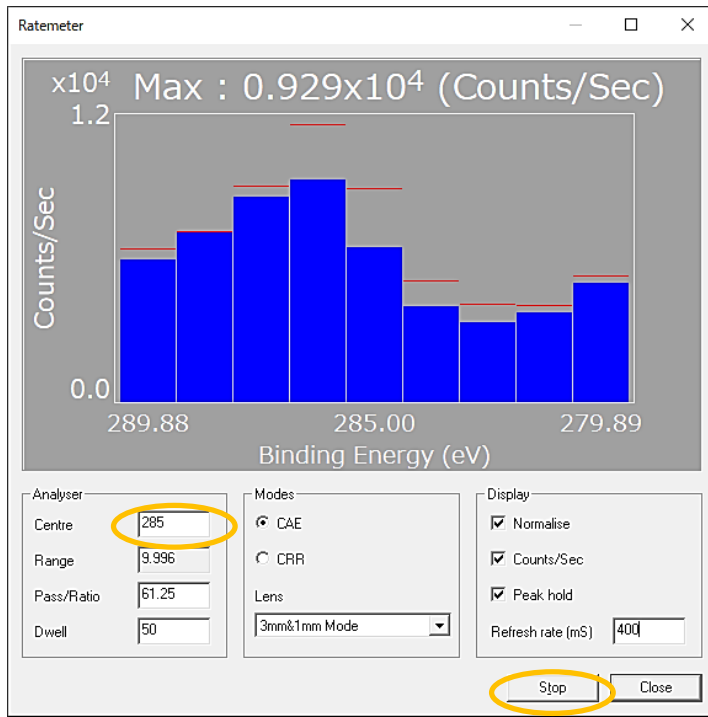 Ratemeter
x10⁴ Max : 0.929x10⁴ (Counts/Sec)
1.2
Counts/Sec
0.0
289.88 285.00 279.89
Binding Energy (eV)
Analyser
Centre 285
Range 9.996
Pass/Ratio 61.25
Dwell 50
Modes
CAE
CRR
Lens
3mm&1mm Mode
Display
Normalise
Counts/Sec
Peak hold
Refresh rate (mS) 400
Stop Close